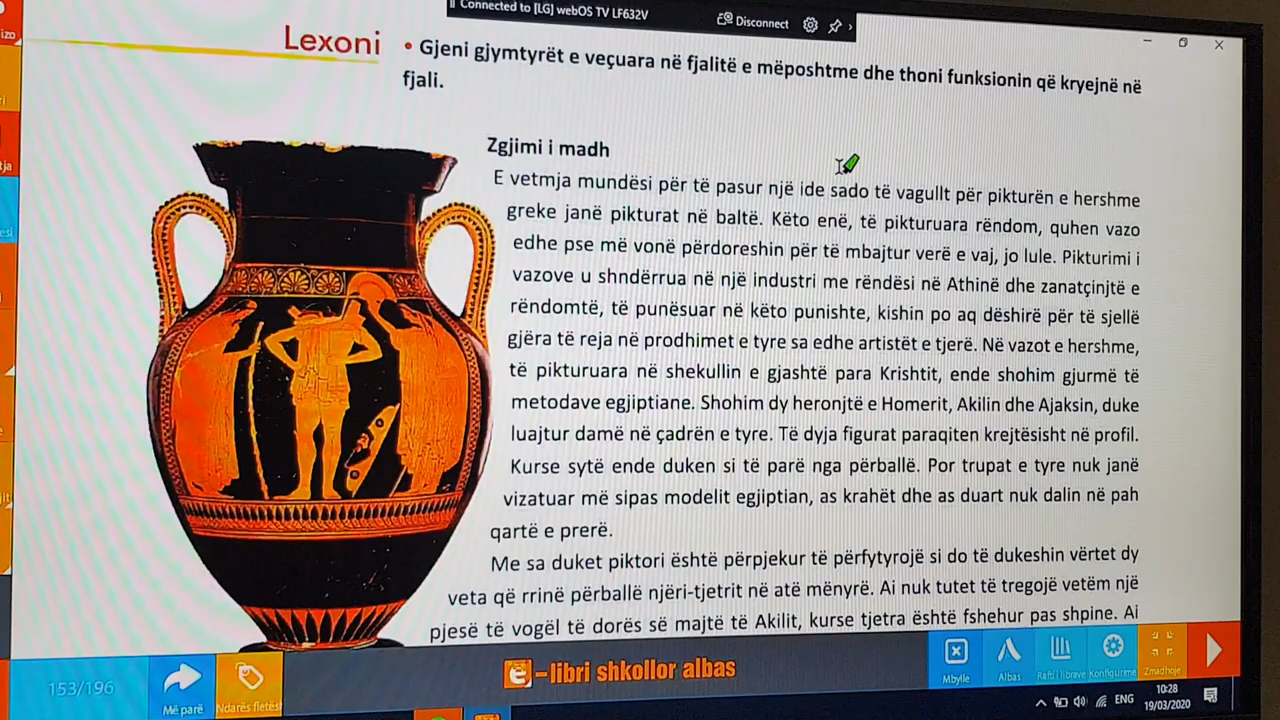 Connected to [LG] webOS TV LF632V
Disconnect
Lexoni
• Gjeni gjymtyrët e veçuara në fjalitë e mëposhtme dhe thoni funksionin që kryejnë në
fjali.
Zgjimi i madh
E vetmja mundësi për të pasur një ide sado të vagullt për pikturën e hershme
greke janë pikturat në baltë. Këto enë, të pikturuara rëndom, quhen vazo
edhe pse më vonë përdoreshin për të mbajtur verë e vaj, jo lule. Pikturimi i
vazove u shndërrua në një industri me rëndësi në Athinë dhe zanatçinjtë e
rëndomtë, të punësuar në këto punishte, kishin po aq dëshirë për të sjellë
gjëra të reja në prodhimet e tyre sa edhe artistët e tjerë. Në vazot e hershme,
të pikturuara në shekullin e gjashtë para Krishtit, ende shohim gjurmë të
metodave egjiptiane. Shohim dy heronjtë e Homerit, Akilin dhe Ajaksin, duke
luajtur damë në çadrën e tyre. Të dyja figurat paraqiten krejtësisht në profil.
Kurse sytë ende duken si të parë nga përballë. Por trupat e tyre nuk janë
vizatuar më sipas modelit egjiptian, as krahët dhe as duart nuk dalin në pah
qartë e prerë.
Me sa duket piktori është përpjekur të përfytyrojë si do të dukeshin vërtet dy
veta që rrinë përballë njëri-tjetrit në atë mënyrë. Ai nuk tutet të tregojë vetëm një
pjesë të vogël të dorës së majtë të Akilit, kurse tjetra është fshehur pas shpine. Ai
153/196
Më parë
Ndarës fletësh
ë-libri shkollor albas
Mbylle
Albas
Rafti i librave
Konfigurime
Zmadhoje
ENG
10:28
19/03/2020